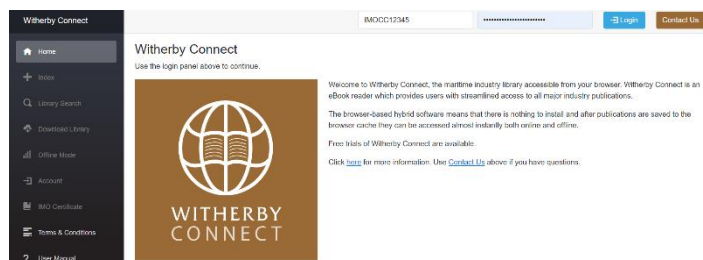 Witherby Connect
IMOCC12345
Login
Contact Us
Home
Inbox
Library Search
Download Library
Offline Mode
Account
IMO Certificate
Terms & Conditions
User Manual
Witherby Connect
Use the login panel above to continue.
WITHERBY
CONNECT
Welcome to Witherby Connect, the maritime industry library accessible from your browser. Witherby Connect is an
eBook reader which provides users with streamlined access to all major industry publications.
The browser-based hybrid software means that there is nothing to install and after publications are saved to the
browser cache they can be accessed almost instantly both online and offline.
Free trials of Witherby Connect are available.
Click here for more information. Use Contact Us above if you have questions.